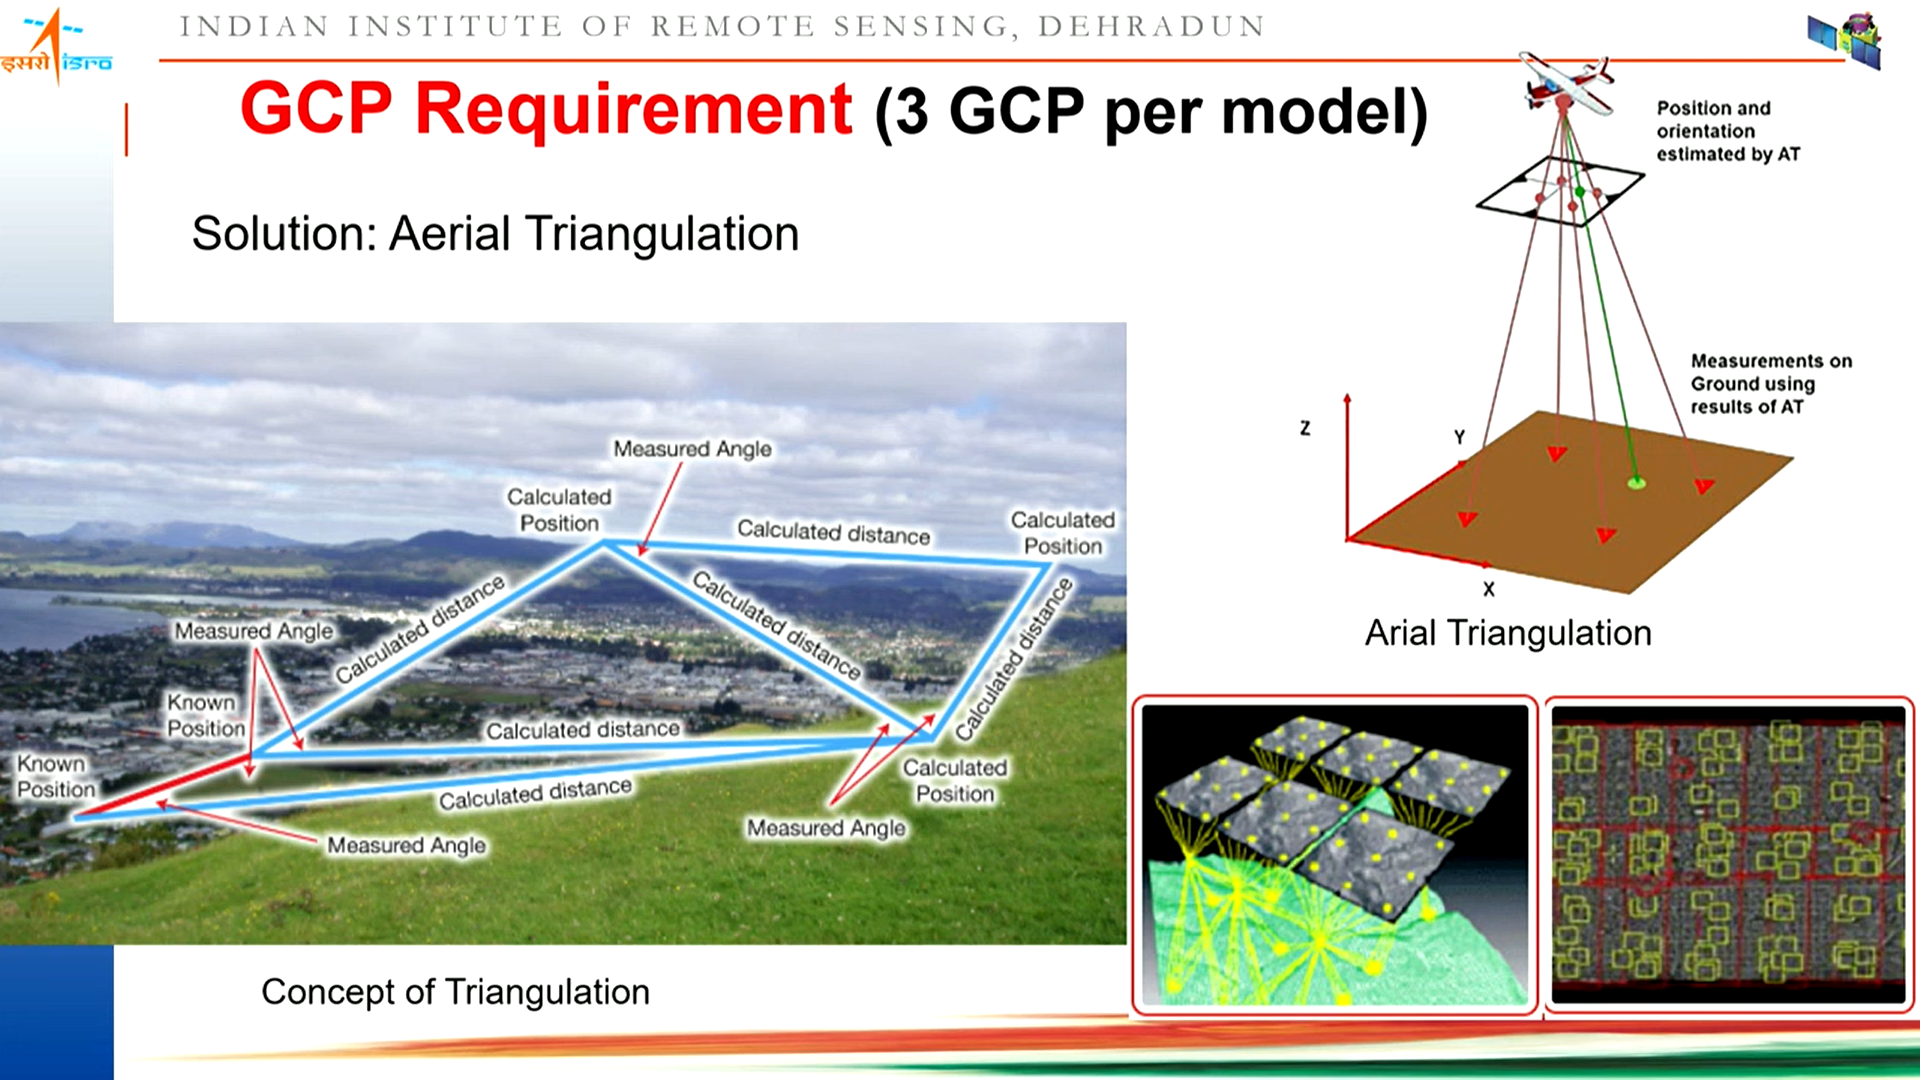 INDIAN INSTITUTE OF REMOTE SENSING, DEHRADUN
इसरो isro
GCP Requirement (3 GCP per model)
Solution: Aerial Triangulation
Position and
orientation
estimated by AT
Measurements on
Ground using
results of AT
Z
Y
X
Arial Triangulation
Measured Angle
Calculated
Position
Calculated distance
Calculated
Position
Calculated distance
Calculated distance
Calculated distance
Measured Angle
Known
Position
Calculated distance
Known
Position
Calculated distance
Calculated
Position
Measured Angle
Measured Angle
Concept of Triangulation